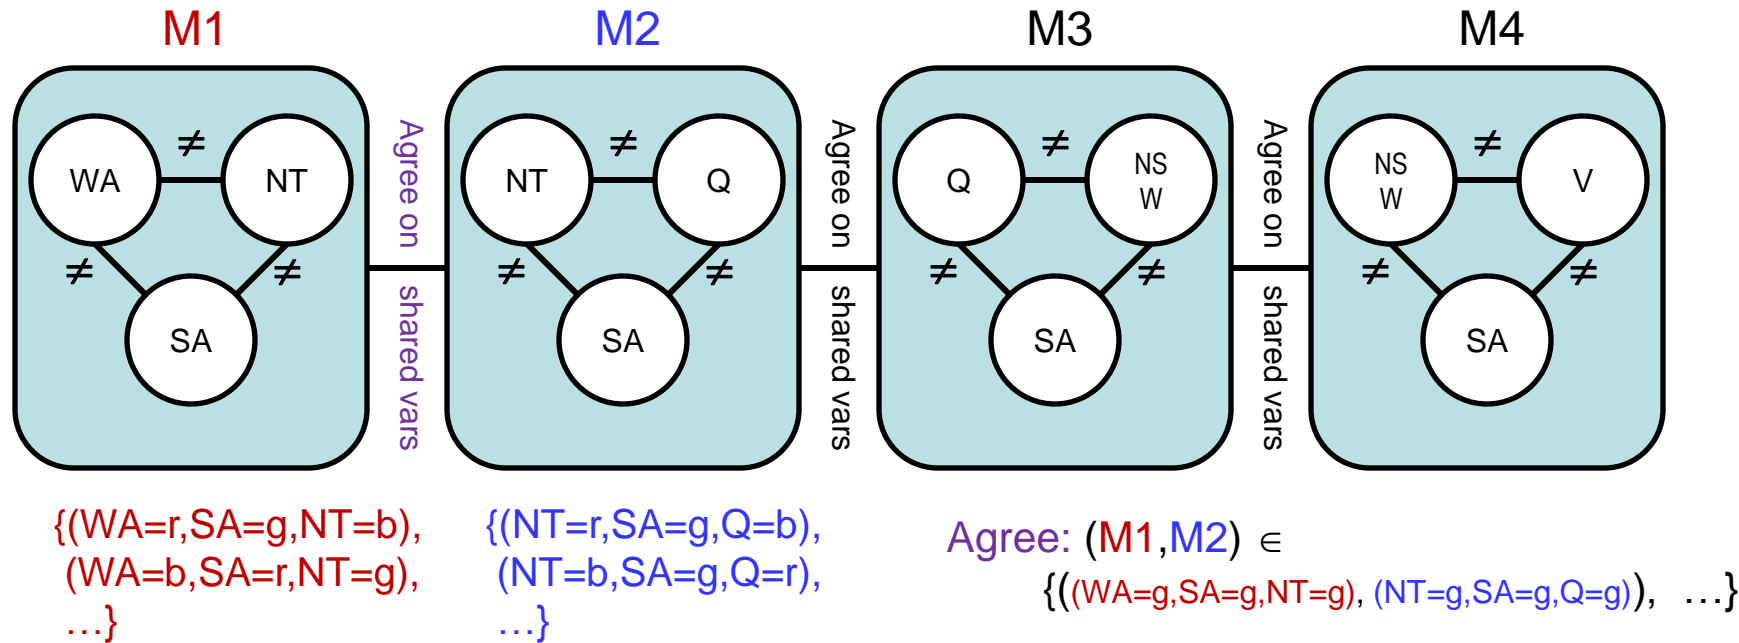 M1 M2 M3 M4
WA ≠ NT
≠ ≠
SA
Agree on shared vars
NT ≠ Q
≠ ≠
SA
Agree on shared vars
Q ≠ NS
W
≠ ≠
SA
Agree on shared vars
NS
W ≠ V
≠ ≠
SA
{(WA=r,SA=g,NT=b),
(WA=b,SA=r,NT=g),
…}
{(NT=r,SA=g,Q=b),
(NT=b,SA=g,Q=r),
…}
Agree: (M1,M2) ∈
{((WA=g,SA=g,NT=g), (NT=g,SA=g,Q=g)), …}